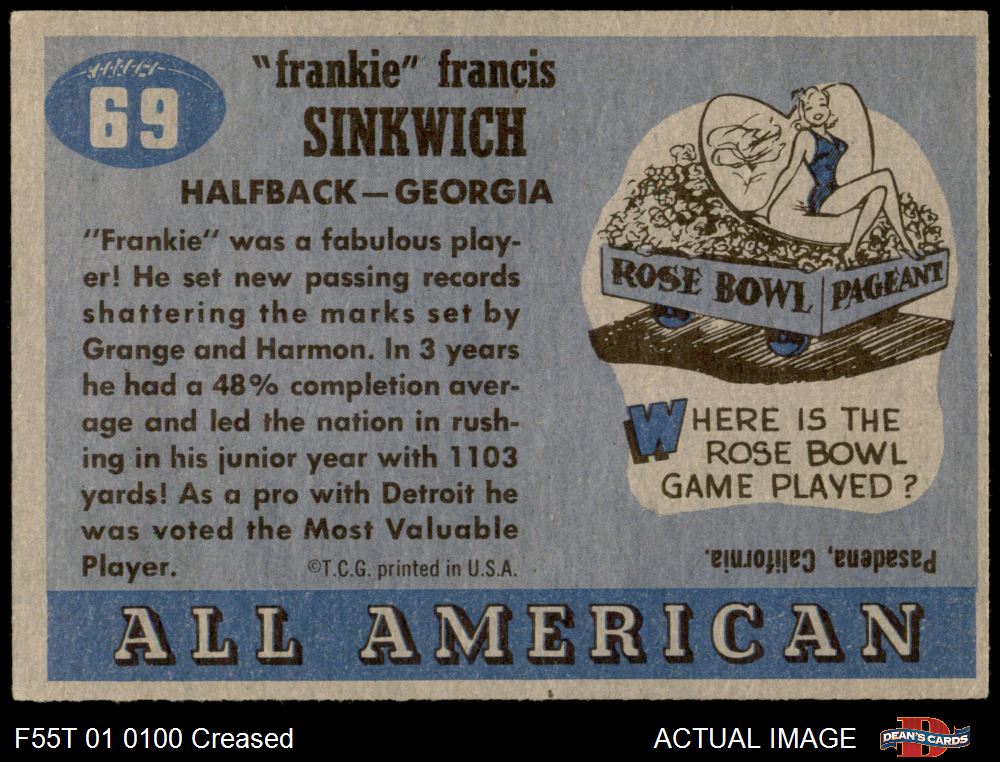 69
"frankie" francis
SINKWICH
HALFBACK — GEORGIA
"Frankie" was a fabulous play-
er! He set new passing records
shattering the marks set by
Grange and Harmon. In 3 years
he had a 48% completion aver-
age and led the nation in rush-
ing in his junior year with 1103
yards! As a pro with Detroit he
was voted the Most Valuable
Player.
©T.C.G. printed in U.S.A.
ROSE BOWL PAGEANT
WHERE IS THE
ROSE BOWL
GAME PLAYED?
Pasadena, California.
ALL AMERICAN
F55T 01 0100 Creased
ACTUAL IMAGE
D
DEAN'S CARDS